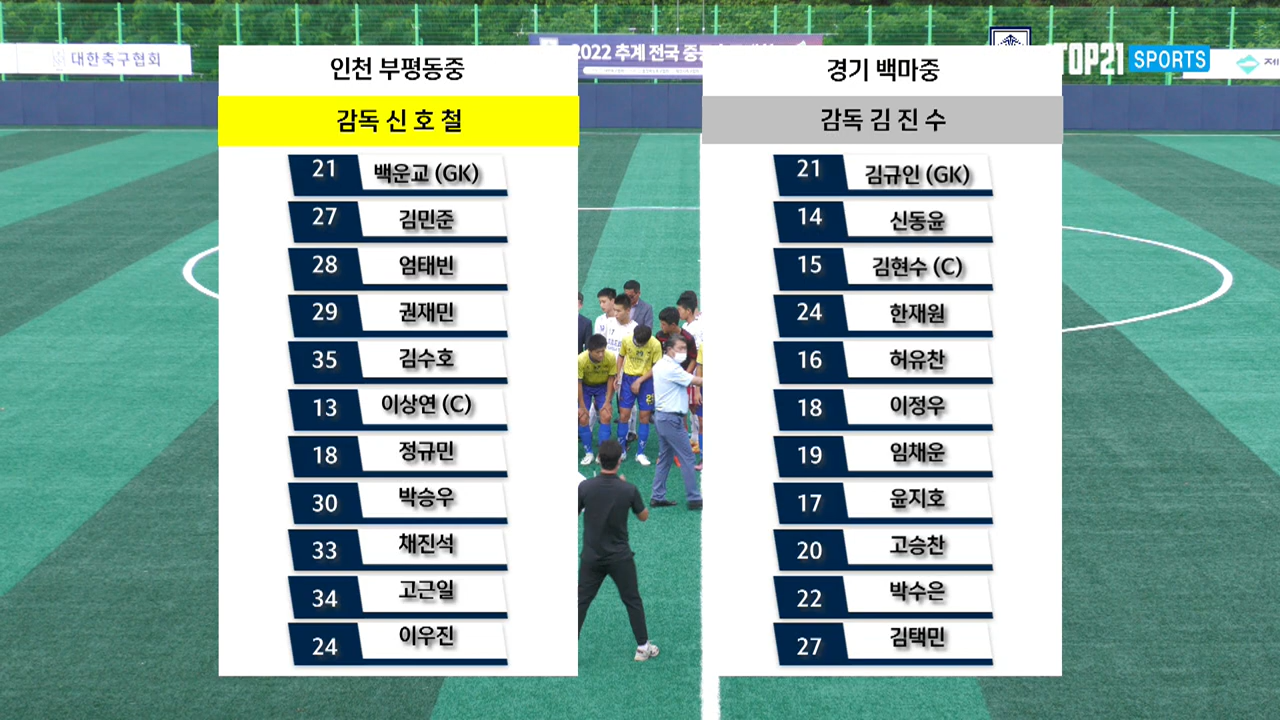 대한축구협회
2022 추계 전국 중등
TOP21 SPORTS
인천 부평동중
감독 신 호 철
21 백운교 (GK)
27 김민준
28 엄태빈
29 권재민
35 김수호
13 이상연 (C)
18 정규민
30 박승우
33 채진석
34 고근일
24 이우진
경기 백마중
감독 김 진 수
21 김규인 (GK)
14 신동윤
15 김현수 (C)
24 한재원
16 허유찬
18 이정우
19 임채운
17 윤지호
20 고승찬
22 박수은
27 김택민